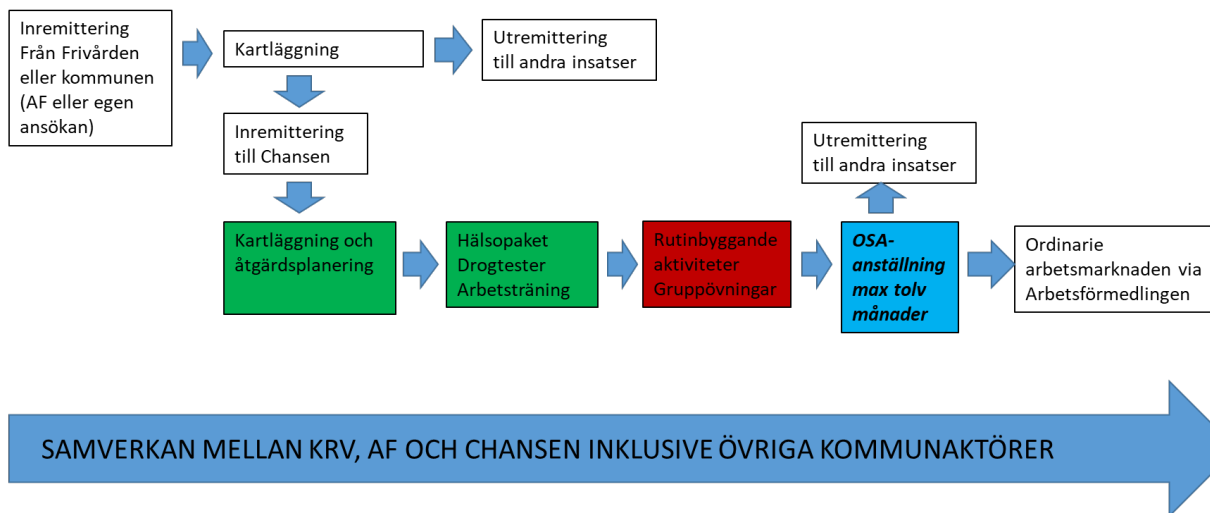 Inremittering
Från Frivården
eller kommunen
(AF eller egen
ansökan)
Kartläggning
Utremittering
till andra insatser
Inremittering
till Chansen
Utremittering
till andra insatser
Kartläggning och
åtgärdsplanering
Hälsopaket
Drogtester
Arbetsträning
Rutinbyggande
aktiviteter
Gruppövningar
OSA-
anställning
max tolv
månader
Ordinarie
arbetsmarknaden via
Arbetsförmedlingen
SAMVERKAN MELLAN KRV, AF OCH CHANSEN INKLUSIVE ÖVRIGA KOMMUNAKTÖRER